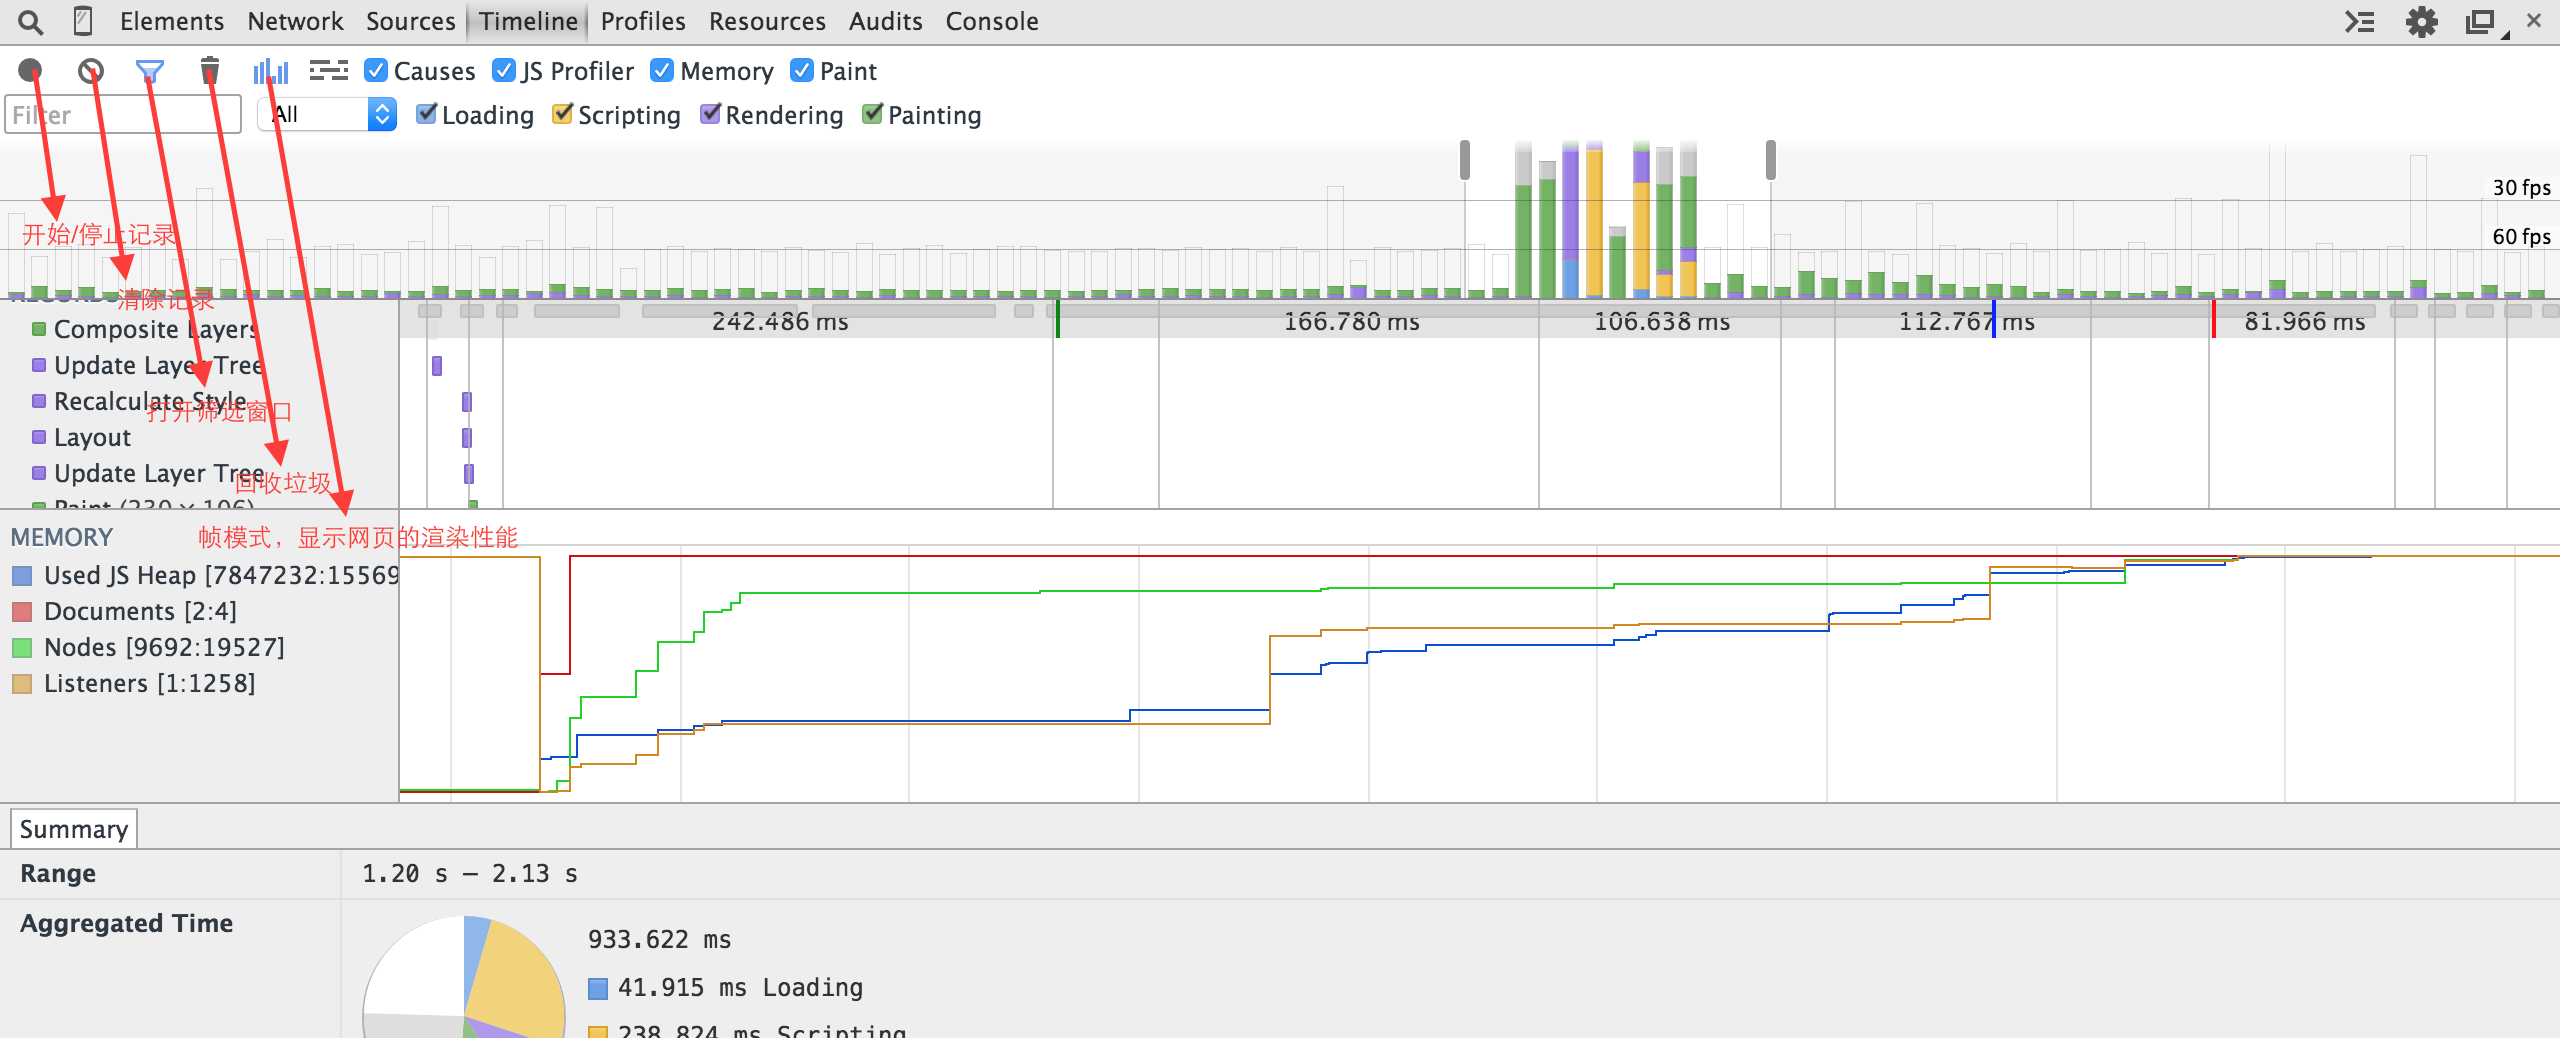 Elements Network Sources Timeline Profiles Resources Audits Console
Causes JS Profiler Memory Paint
Filter All Loading Scripting Rendering Painting
30 fps
60 fps
开始/停止记录
清除记录
RECORDS
Composite Layers
242.486 ms 166.780 ms 106.638 ms 112.767 ms 81.966 ms
Update Layer Tree
Recalculate Style
打开筛选窗口
Layout
Update Layer Tree
回收垃圾
Paint (230 × 106)
MEMORY
帧模式，显示网页的渲染性能
Used JS Heap [7847232:15569
Documents [2:4]
Nodes [9692:19527]
Listeners [1:1258]
Summary
Range 1.20 s – 2.13 s
Aggregated Time
933.622 ms
41.915 ms Loading
238.824 ms Scripting